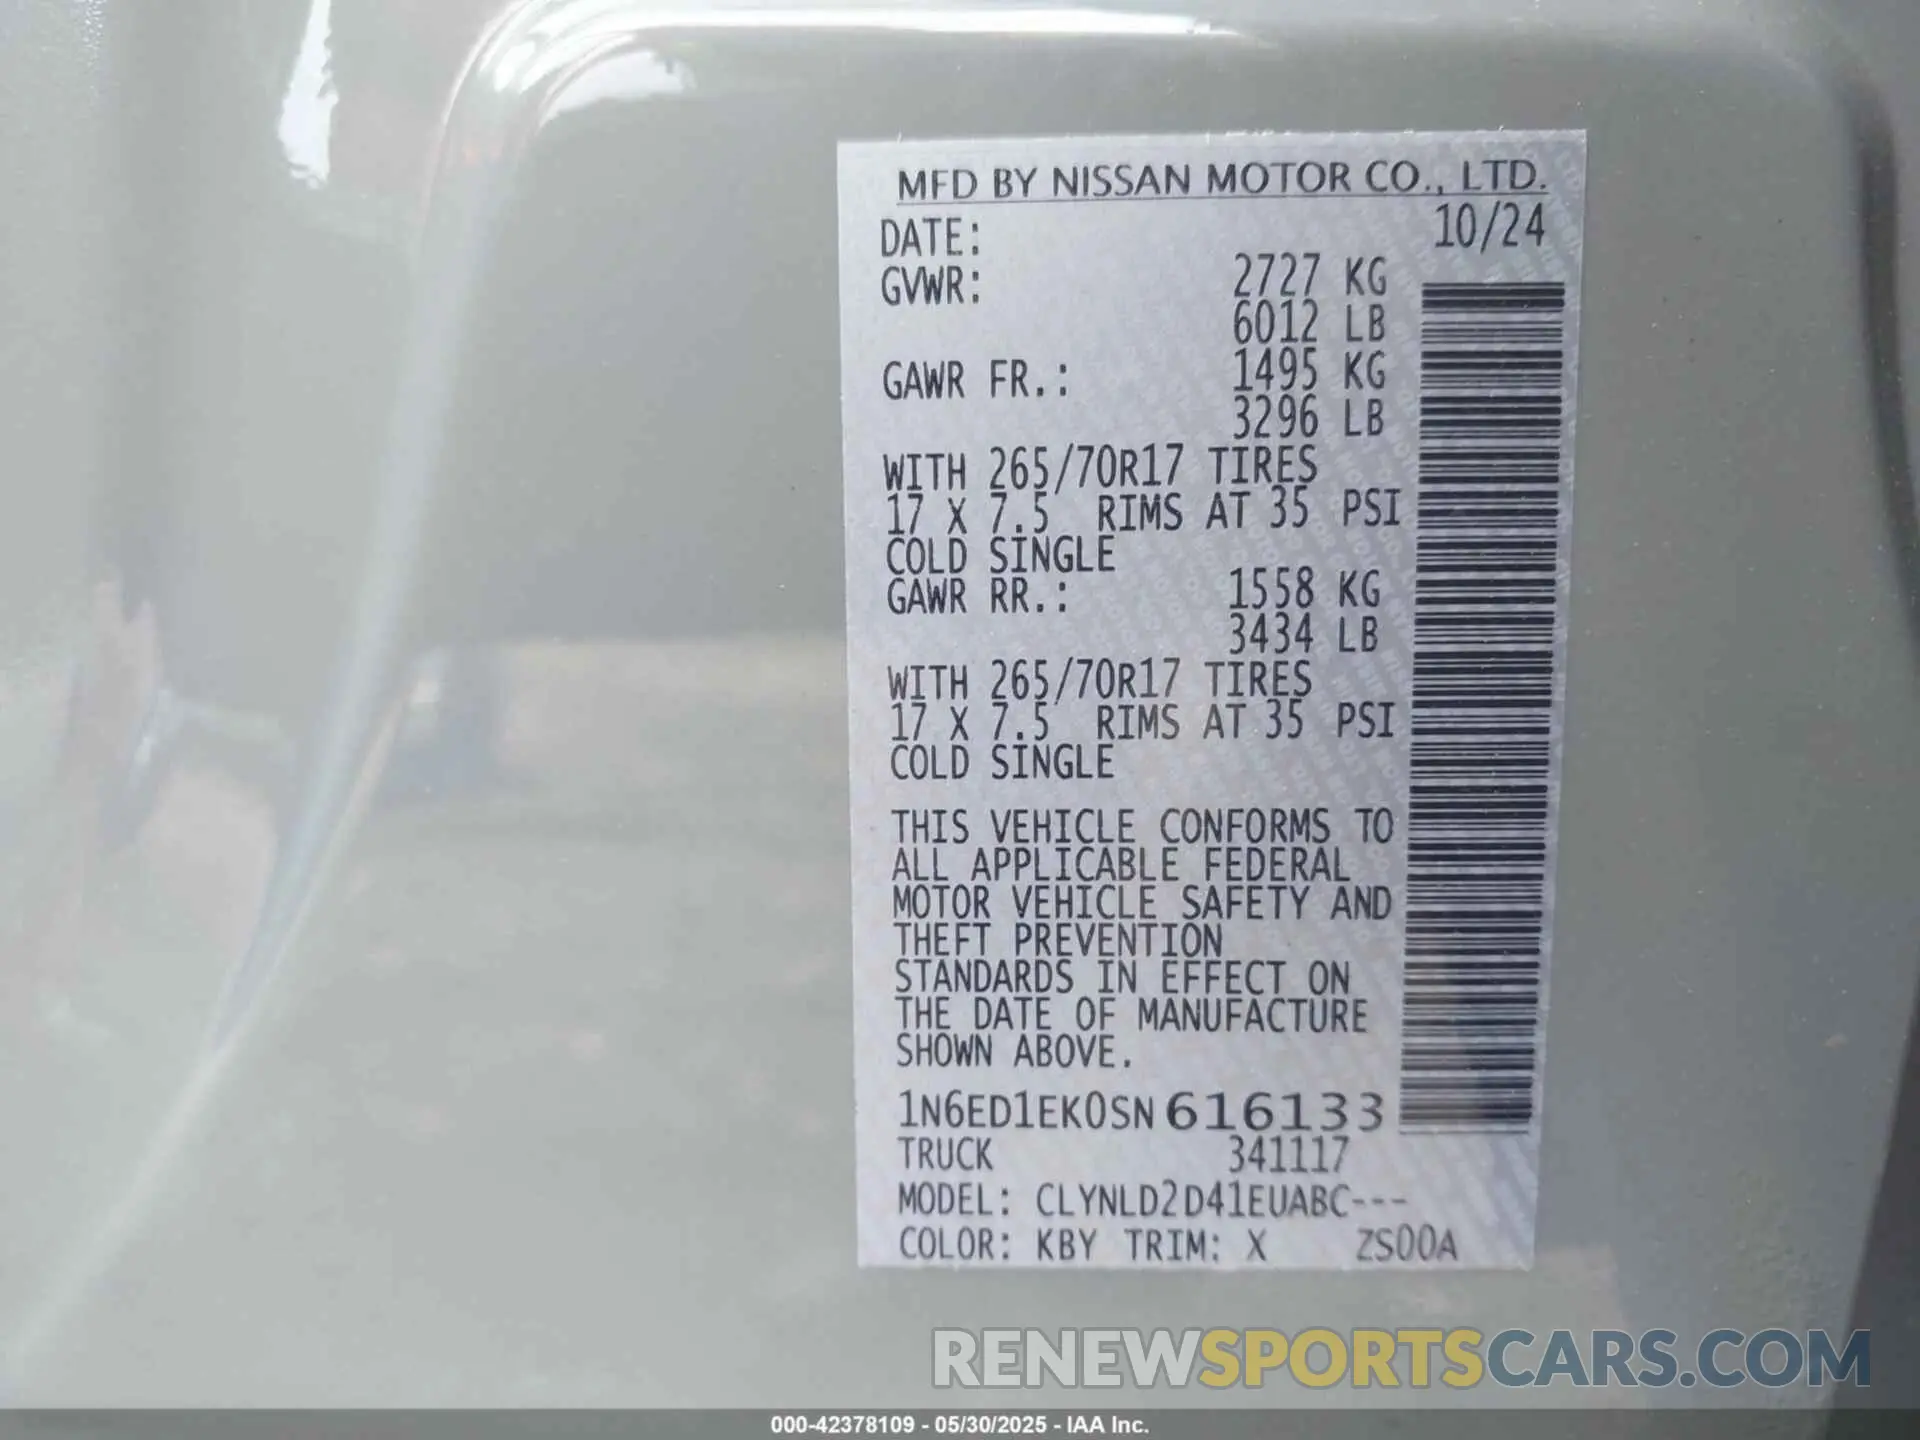 MFD BY NISSAN MOTOR CO., LTD.
DATE: 10/24
GVWR: 2727 KG
6012 LB
GAWR FR.: 1495 KG
3296 LB
WITH 265/70R17 TIRES
17 X 7.5 RIMS AT 35 PSI
COLD SINGLE
GAWR RR.: 1558 KG
3434 LB
WITH 265/70R17 TIRES
17 X 7.5 RIMS AT 35 PSI
COLD SINGLE
THIS VEHICLE CONFORMS TO
ALL APPLICABLE FEDERAL
MOTOR VEHICLE SAFETY AND
THEFT PREVENTION
STANDARDS IN EFFECT ON
THE DATE OF MANUFACTURE
SHOWN ABOVE.
1N6ED1EK0SN616133
TRUCK 341117
MODEL: CLYNLD2D41EUABC---
COLOR: KBY TRIM: X ZS00A
RENEWSPORTSCARS.COM
000-42378109 - 05/30/2025 - IAA Inc.